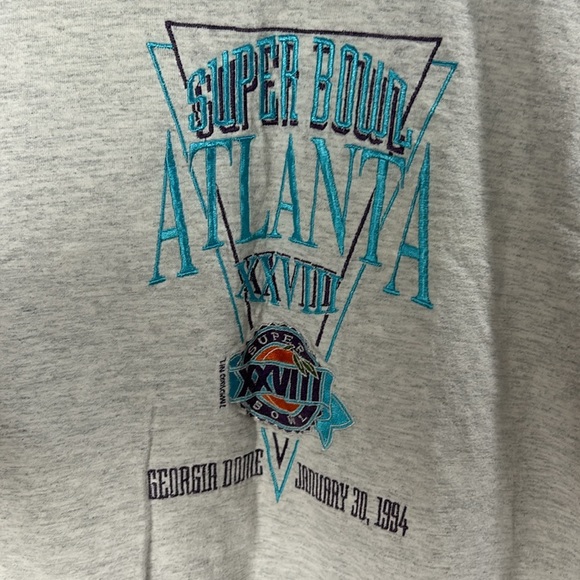 SUPER BOWL
ATLANTA
XXVIII
SUPER
XXVIII
BOWL
GEORGIA DOME
JANUARY 30, 1994